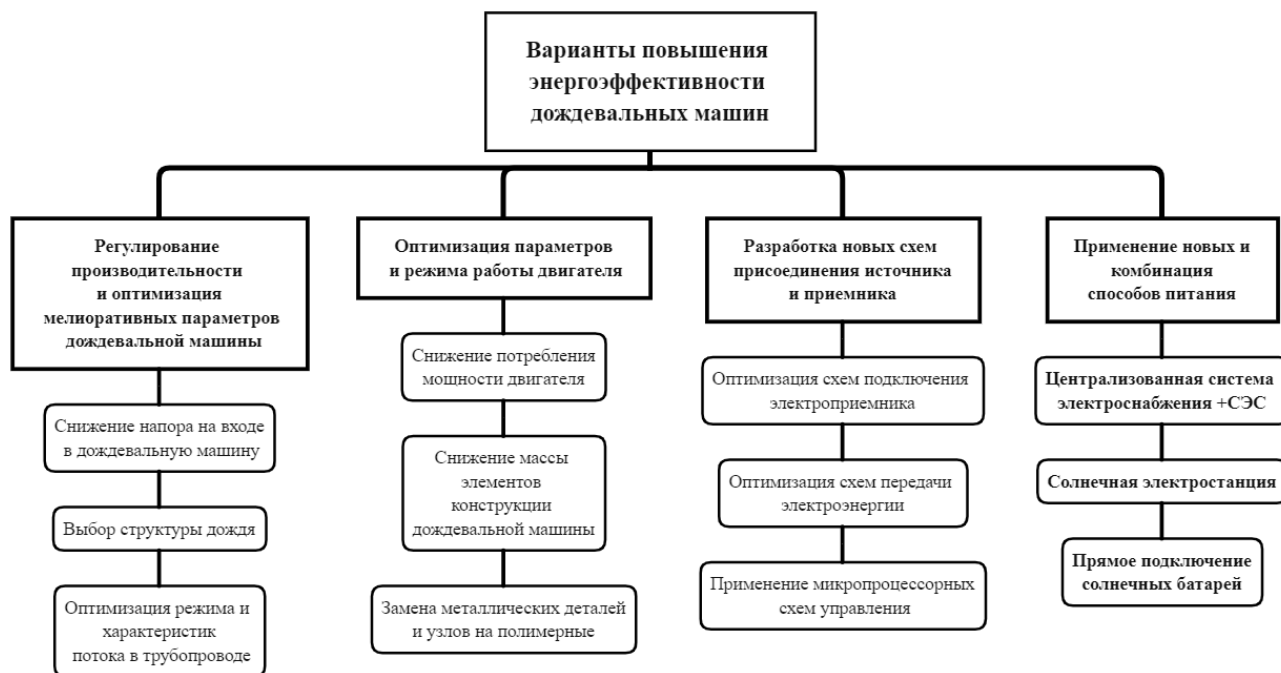 Варианты повышения
энергоэффективности
дождевальных машин
Регулирование
производительности
и оптимизация
мелиоративных параметров
дождевальной машины
Снижение напора на входе
в дождевальную машину
Выбор структуры дождя
Оптимизация режима и
характеристик
потока в трубопроводе
Оптимизация параметров
и режима работы двигателя
Снижение потребления
мощности двигателя
Снижение массы
элементов
конструкции
дождевальной машины
Замена металлических деталей
и узлов на полимерные
Разработка новых схем
присоединения источника
и приемника
Оптимизация схем подключения
электроприемника
Оптимизация схем передачи
электроэнергии
Применение микропроцессорных
схем управления
Применение новых и
комбинация
способов питания
Централизованная система
электроснабжения +СЭС
Солнечная электростанция
Прямое подключение
солнечных батарей